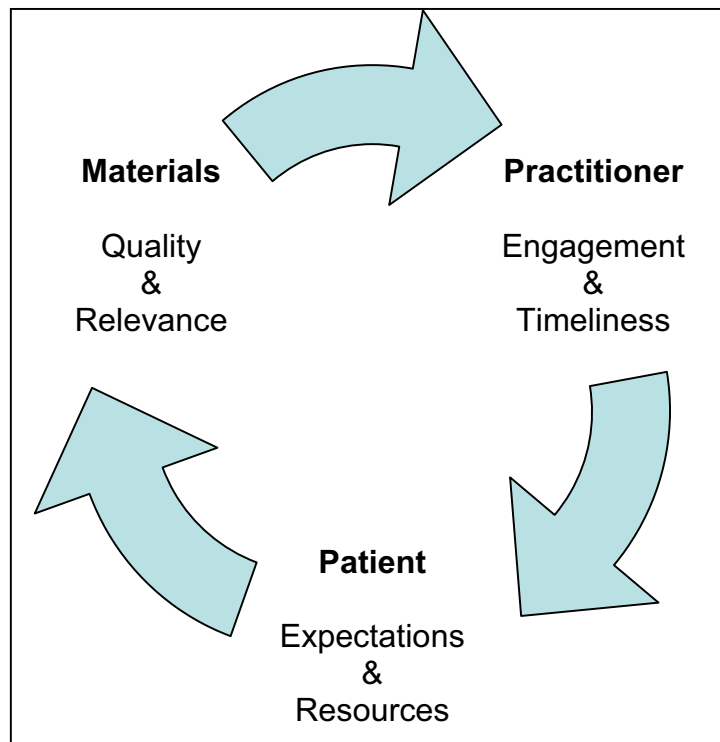 Materials
Quality
&
Relevance
Practitioner
Engagement
&
Timeliness
Patient
Expectations
&
Resources